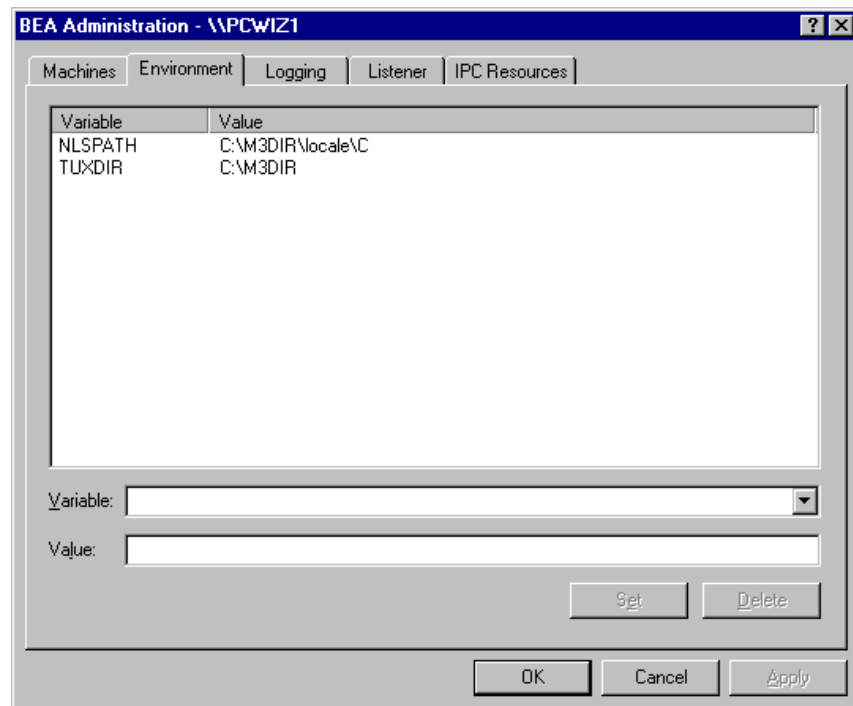 BEA Administration - \\PCWIZ1
Machines Environment Logging Listener IPC Resources
Variable Value
NLSPATH C:\M3DIR\locale\C
TUXDIR C:\M3DIR
Variable:
Value:
Set Delete
OK Cancel Apply